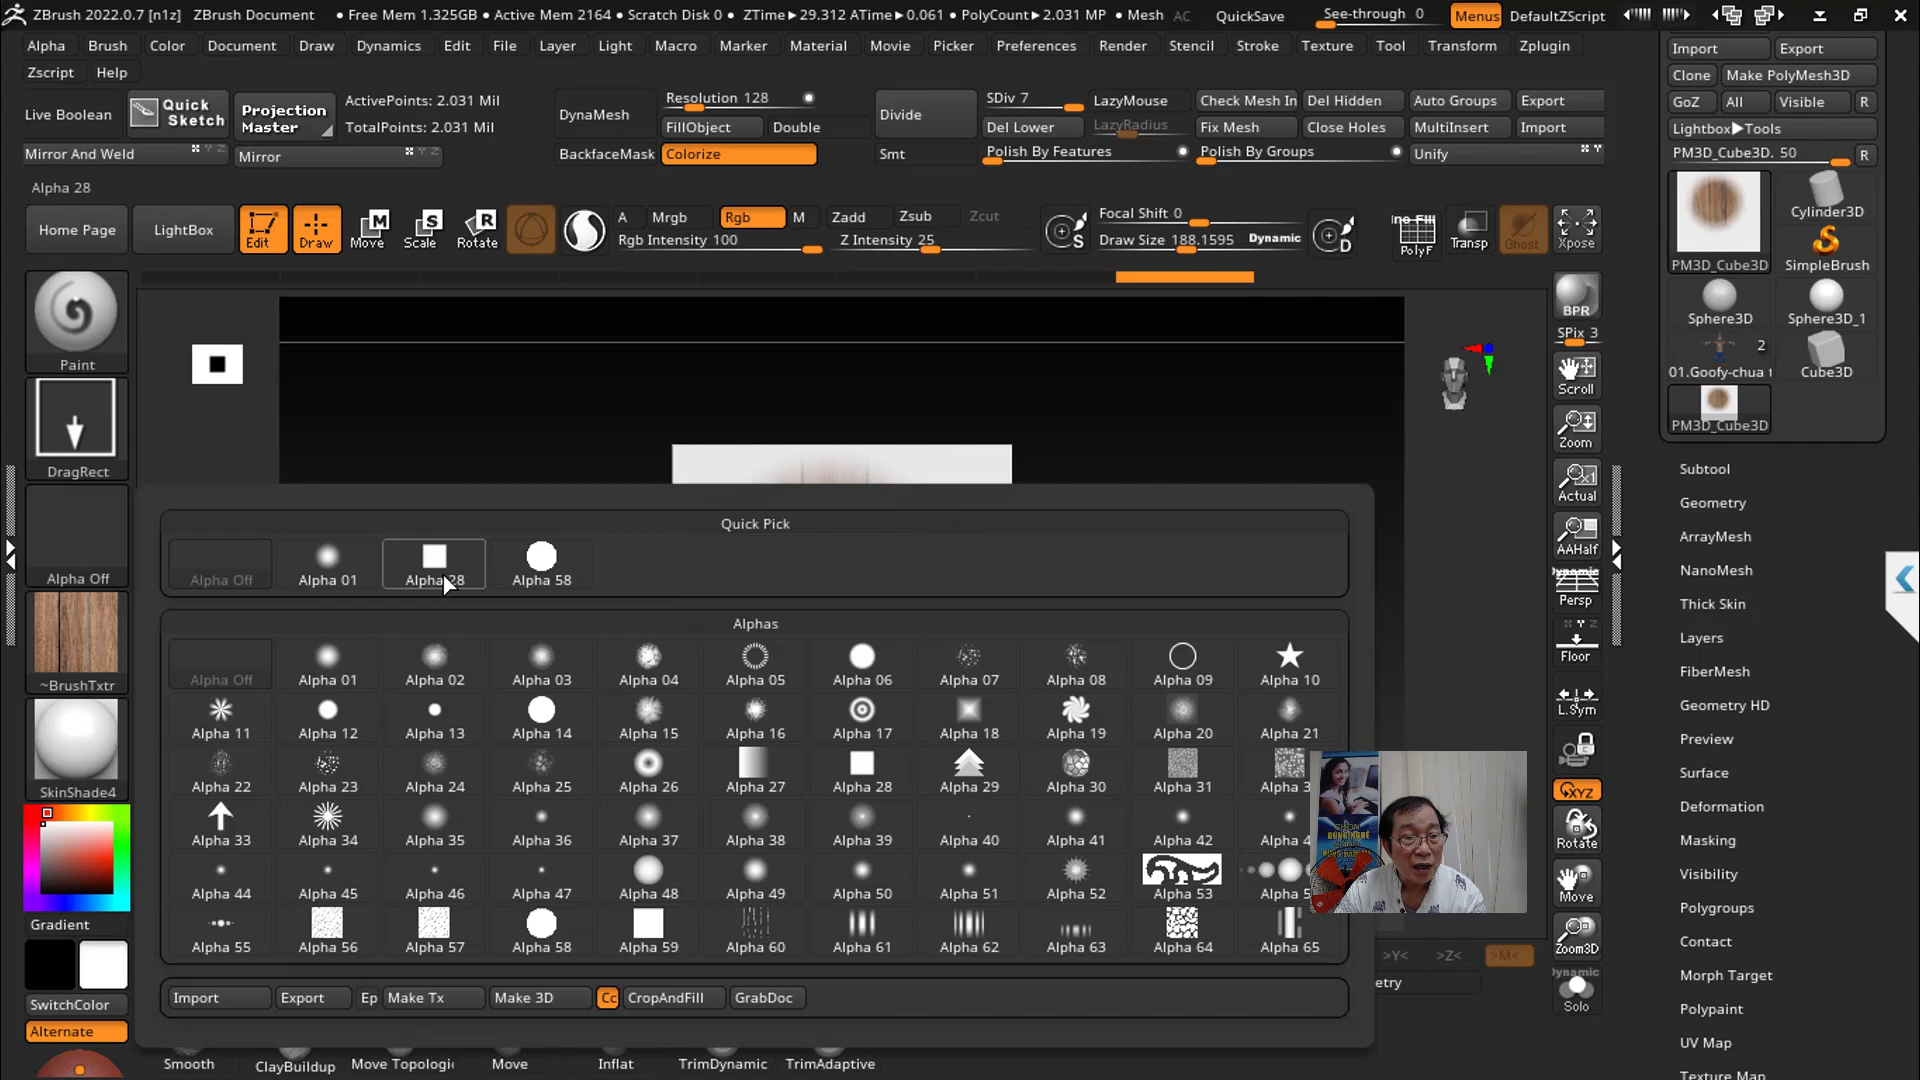 ZBrush 2022.0.7 [n1z] ZBrush Document • Free Mem 1.325GB • Active Mem 2164 • Scratch Disk 0 • ZTime►29.312 ATime►0.061 • PolyCount►2.031 MP • Mesh AC QuickSave See-through 0 Menus DefaultZScript
Alpha Brush Color Document Draw Dynamics Edit File Layer Light Macro Marker Material Movie Picker Preferences Render Stencil Stroke Texture Tool Transform Zplugin
Zscript Help
Live Boolean Quick Sketch Projection Master ActivePoints: 2.031 Mil TotalPoints: 2.031 Mil
DynaMesh Resolution 128 FillObject Double BackfaceMask Colorize
Divide Smt SDiv 7 Del Lower LazyMouse LazyRadius
Check Mesh In Del Hidden Auto Groups Export
Fix Mesh Close Holes MultiInsert Import
Polish By Features Polish By Groups Unify
Mirror And Weld Mirror
Alpha 28
Home Page LightBox Edit Draw Move Scale Rotate
A Mrgb Rgb M Zadd Zsub Zcut
Rgb Intensity 100 Z Intensity 25
Focal Shift 0
Draw Size 188.1595 Dynamic
S D PolyF Transp Ghost Xpose
Paint
DragRect
Alpha Off
~BrushTxtr
SkinShade4
Gradient
SwitchColor
Alternate
Quick Pick
Alpha Off Alpha 01 Alpha 28 Alpha 58
Alphas
Alpha Off Alpha 01 Alpha 02 Alpha 03 Alpha 04 Alpha 05 Alpha 06 Alpha 07 Alpha 08 Alpha 09 Alpha 10
Alpha 11 Alpha 12 Alpha 13 Alpha 14 Alpha 15 Alpha 16 Alpha 17 Alpha 18 Alpha 19 Alpha 20 Alpha 21
Alpha 22 Alpha 23 Alpha 24 Alpha 25 Alpha 26 Alpha 27 Alpha 28 Alpha 29 Alpha 30 Alpha 31 Alpha 3
Alpha 33 Alpha 34 Alpha 35 Alpha 36 Alpha 37 Alpha 38 Alpha 39 Alpha 40 Alpha 41 Alpha 42 Alpha 4
Alpha 44 Alpha 45 Alpha 46 Alpha 47 Alpha 48 Alpha 49 Alpha 50 Alpha 51 Alpha 52 Alpha 53 Alpha 5
Alpha 55 Alpha 56 Alpha 57 Alpha 58 Alpha 59 Alpha 60 Alpha 61 Alpha 62 Alpha 63 Alpha 64 Alpha 65
Import Export Ep Make Tx Make 3D Cc CropAndFill GrabDoc
Smooth ClayBuildup Move Topologic Move Inflat TrimDynamic TrimAdaptive
>Y< >Z< >M<
etry
BPR
SPix 3
Scroll
Zoom
Actual
AAHalf
Dynamic
Persp
Floor
L.Sym
XYZ
Rotate
Move
Zoom3D
Dynamic
Solo
Import Export
Clone Make PolyMesh3D
GoZ All Visible R
Lightbox►Tools
PM3D_Cube3D. 50 R
PM3D_Cube3D Cylinder3D SimpleBrush
Sphere3D Sphere3D_1
2
01.Goofy-chua t Cube3D
PM3D_Cube3D
Subtool
Geometry
ArrayMesh
NanoMesh
Thick Skin
Layers
FiberMesh
Geometry HD
Preview
Surface
Deformation
Masking
Visibility
Polygroups
Contact
Morph Target
Polypaint
UV Map
Texture Map